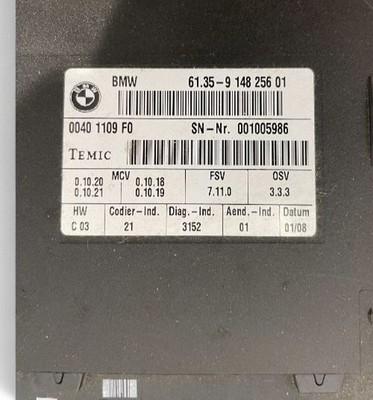 BMW 61.35-9 148 256 01
0040 1109 F0 SN-Nr. 001005986
TEMIC
MCV FSV OSV
0.10.20 0.10.18
0.10.21 0.10.19 7.11.0 3.3.3
HW Codier-Ind. Diag.-Ind. Aend.-Ind. Datum
C 03 21 3152 01 01/08